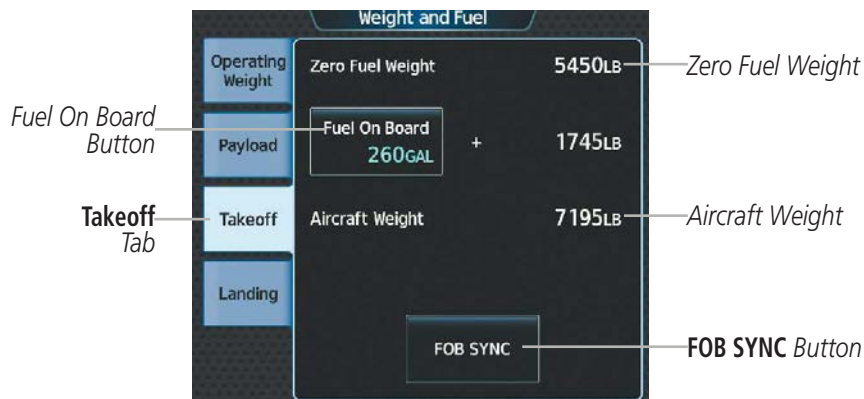 Weight and Fuel
Operating
Weight
Zero Fuel Weight
5450LB
Zero Fuel Weight
Fuel On Board
Button
Payload
Fuel On Board
260GAL
+
1745LB
Takeoff
Tab
Takeoff
Aircraft Weight
7195LB
Aircraft Weight
Landing
FOB SYNC
FOB SYNC Button